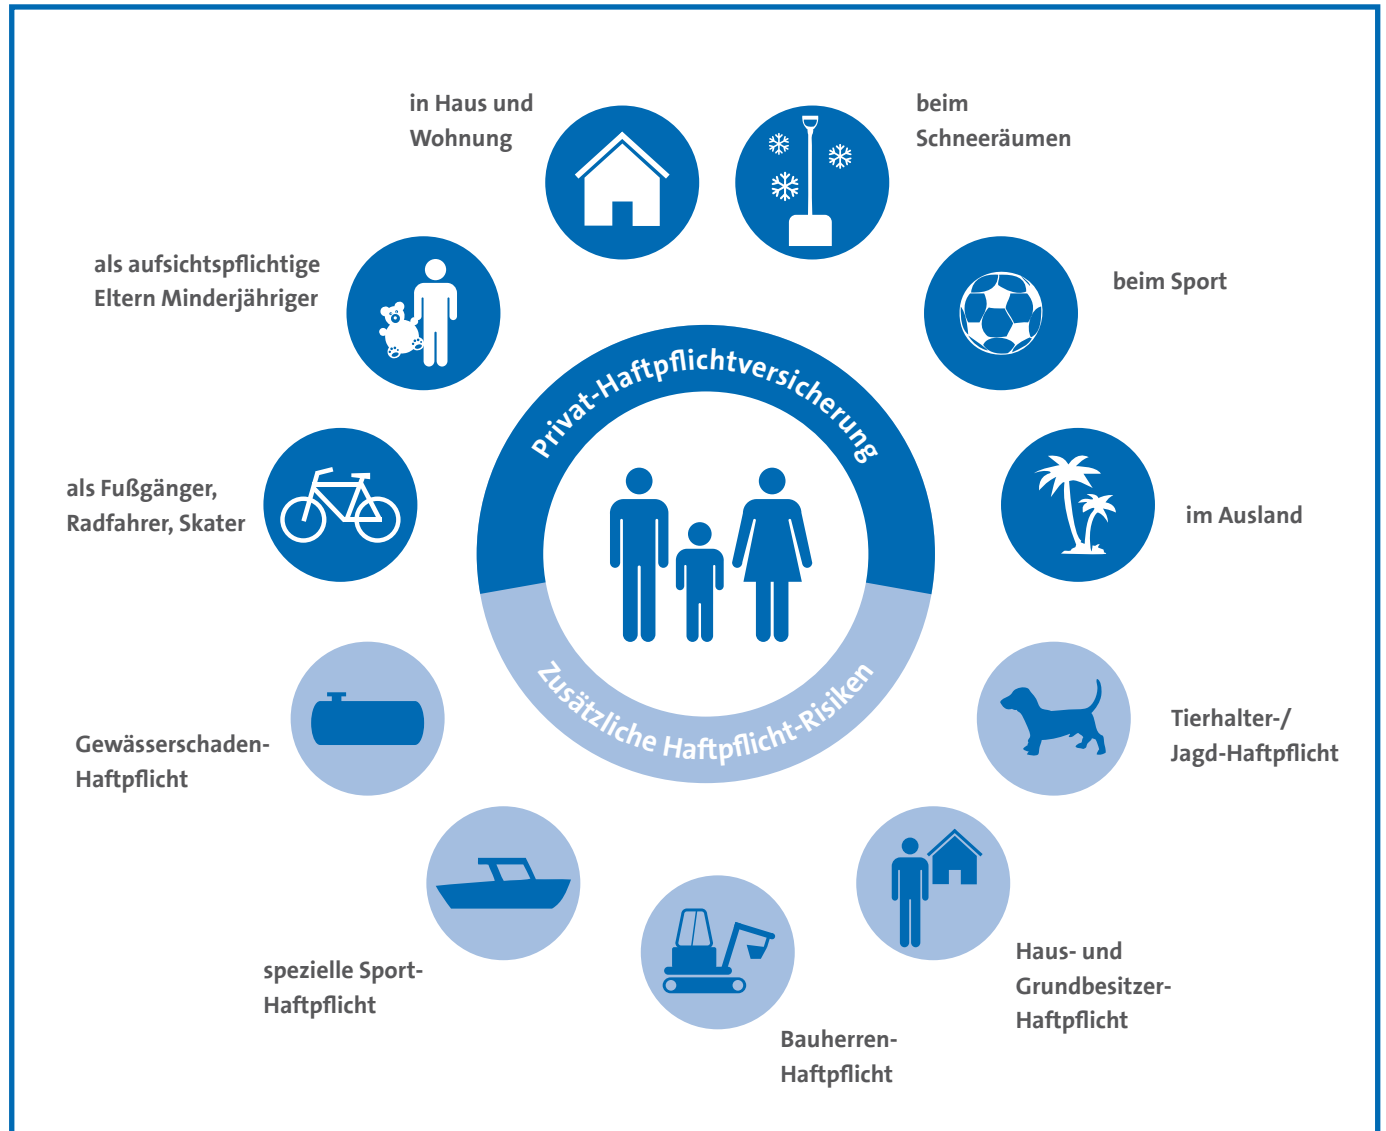 in Haus und
Wohnung
beim
Schneeräumen
als aufsichtspflichtige
Eltern Minderjähriger
beim Sport
Privat-Haftpflichtversicherung
als Fußgänger,
Radfahrer, Skater
im Ausland
Zusätzliche Haftpflicht-Risiken
Gewässerschaden-
Haftpflicht
Tierhalter-/
Jagd-Haftpflicht
spezielle Sport-
Haftpflicht
Haus- und
Grundbesitzer-
Haftpflicht
Bauherren-
Haftpflicht